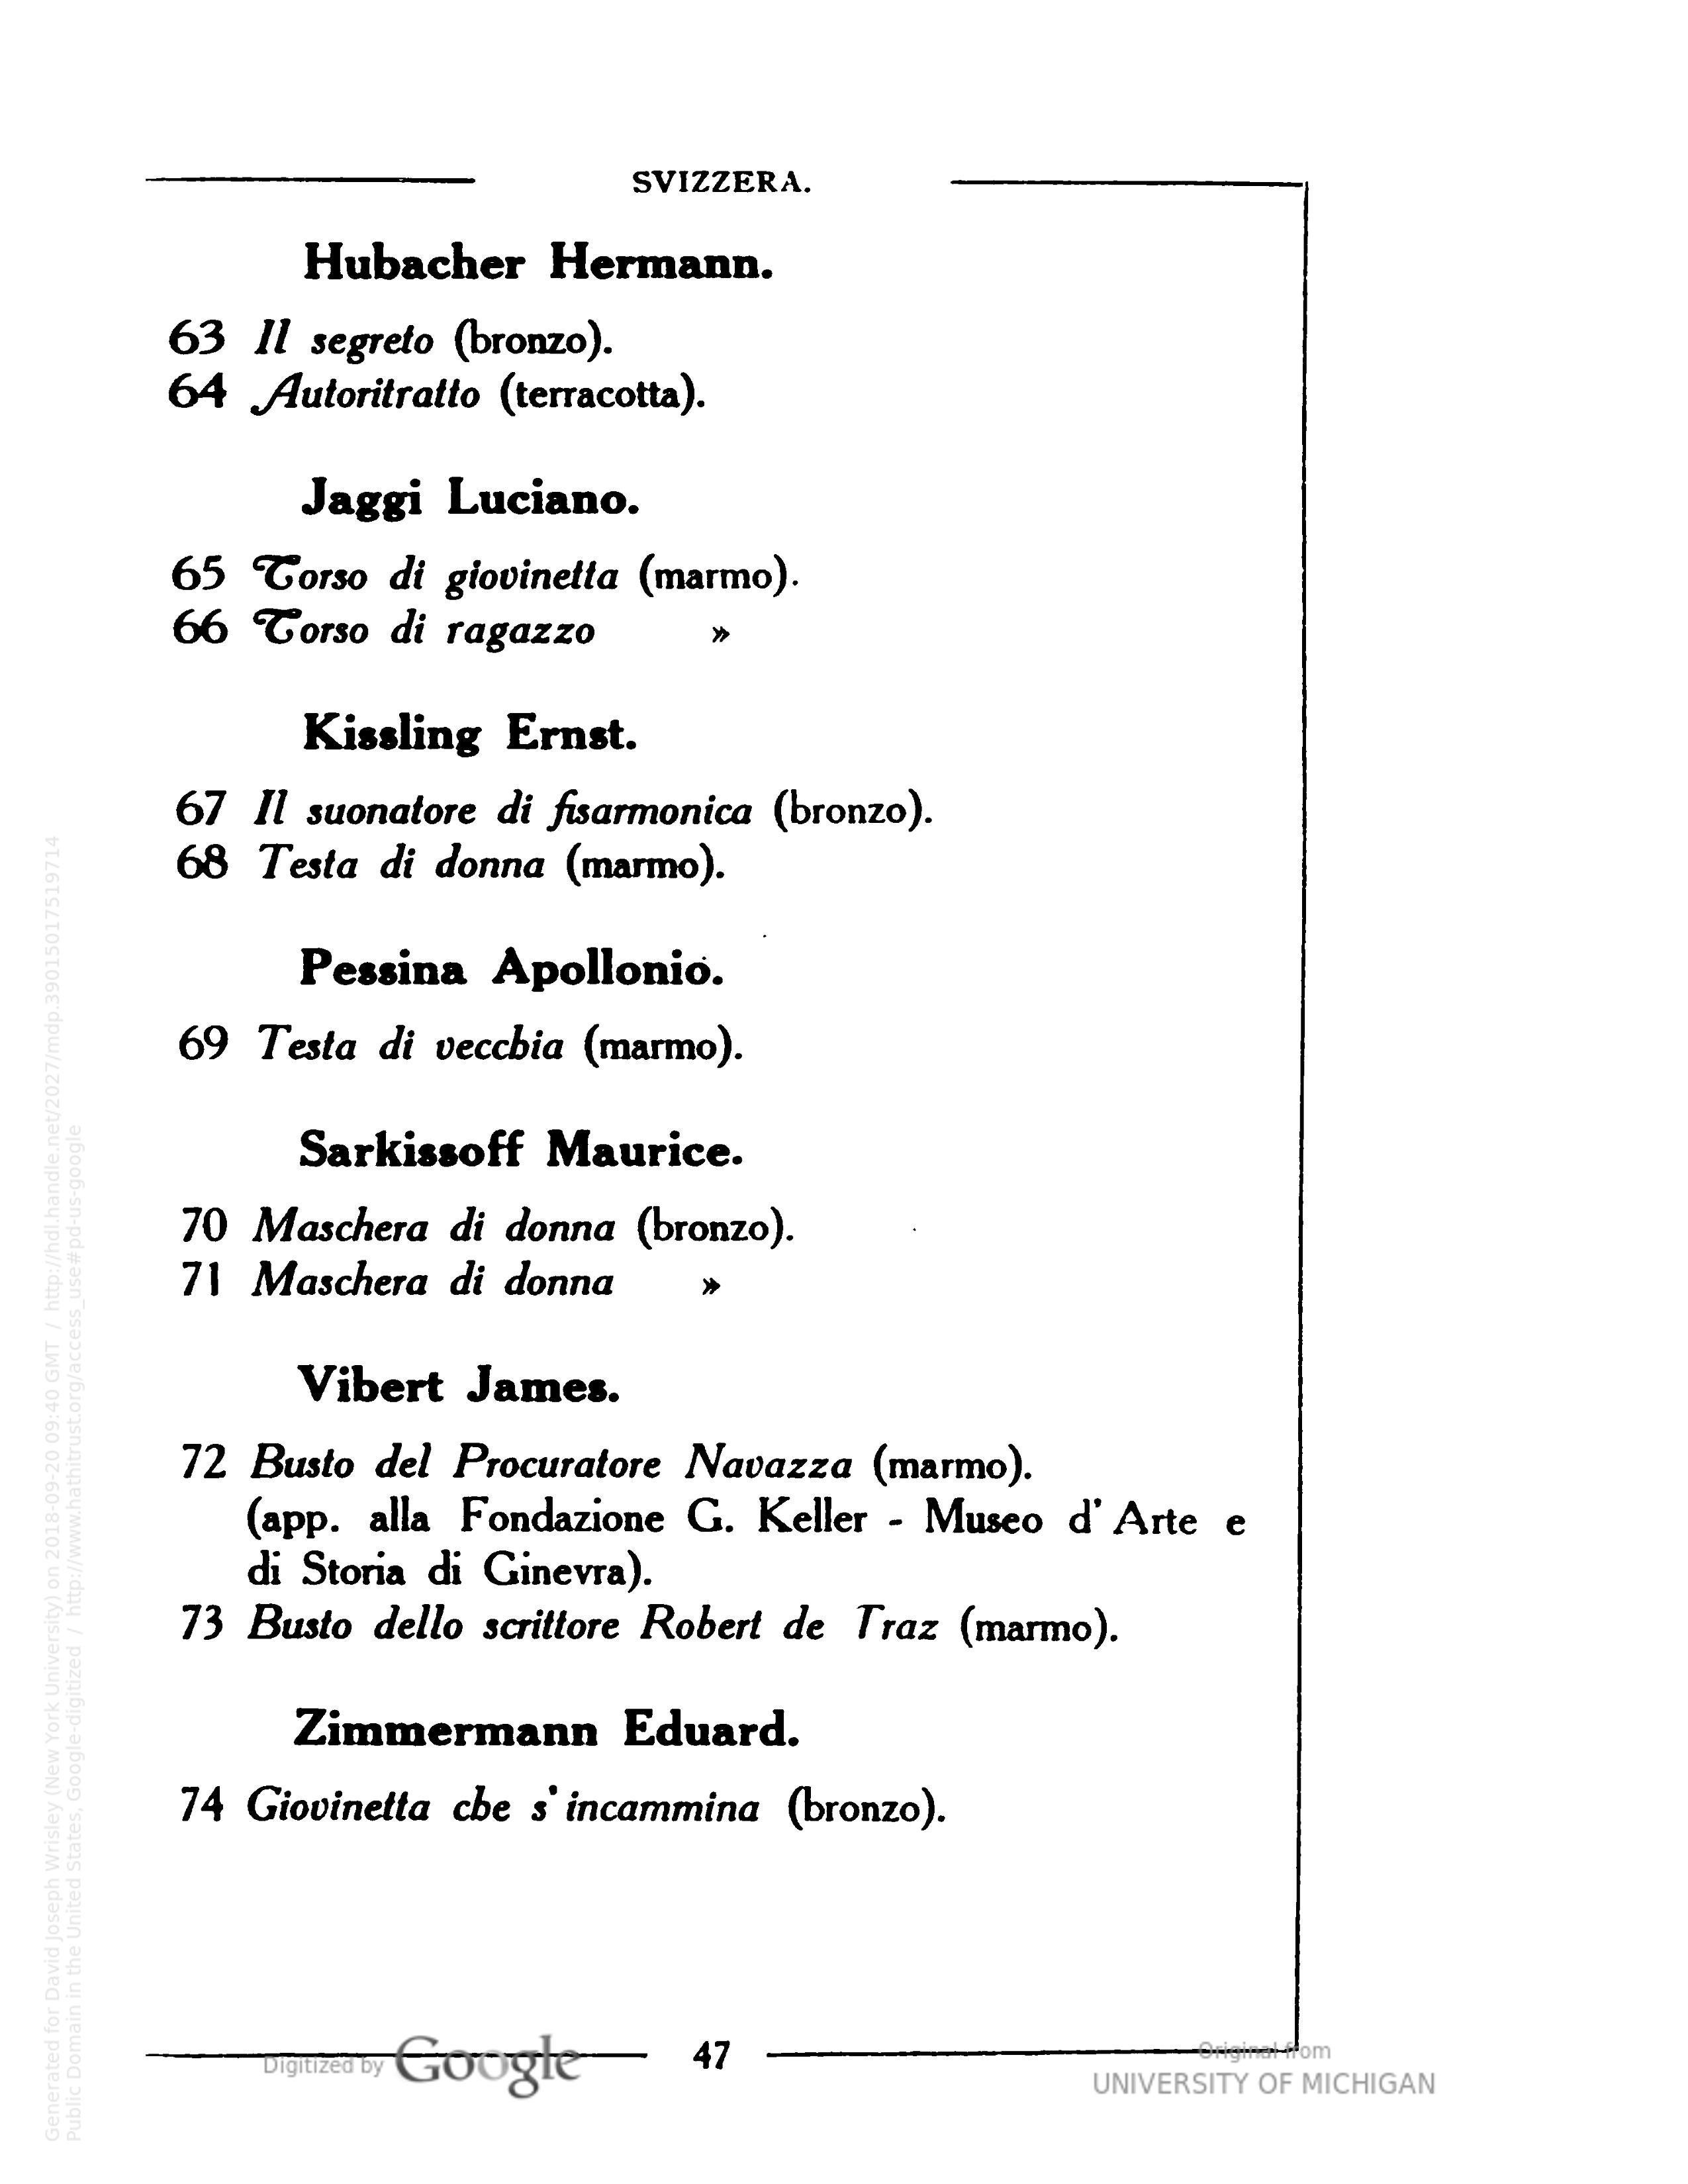 SVIZZERA.
Hubacher Hermann.
63 Il segreto (bronzo).
64 Autoritratto (terracotta).
Jaggi Luciano.
65 Torso di giovinetta (marmo).
66 Torso di ragazzo »
Kissling Ernst.
67 Il suonatore di fisarmonica (bronzo).
68 Testa di donna (marmo).
Pessina Apollonio.
69 Testa di vecchia (marmo).
Sarkissoff Maurice.
70 Maschera di donna (bronzo).
71 Maschera di donna »
Vibert James.
72 Busto del Procuratore Navazza (marmo).
(app. alla Fondazione G. Keller - Museo d'Arte e
di Storia di Ginevra).
73 Busto dello scrittore Robert de Traz (marmo).
Zimmermann Eduard.
74 Giovinetta che s'incammina (bronzo).
47
Digitized by Google
Original from
UNIVERSITY OF MICHIGAN
Generated for David Joseph Wrisley (New York University) on 2018-09-20 09:40 GMT / http://hdl.handle.net/2027/mdp.39015017519714
Public Domain in the United States, Google-digitized / http://www.hathitrust.org/access_use#pd-us-google